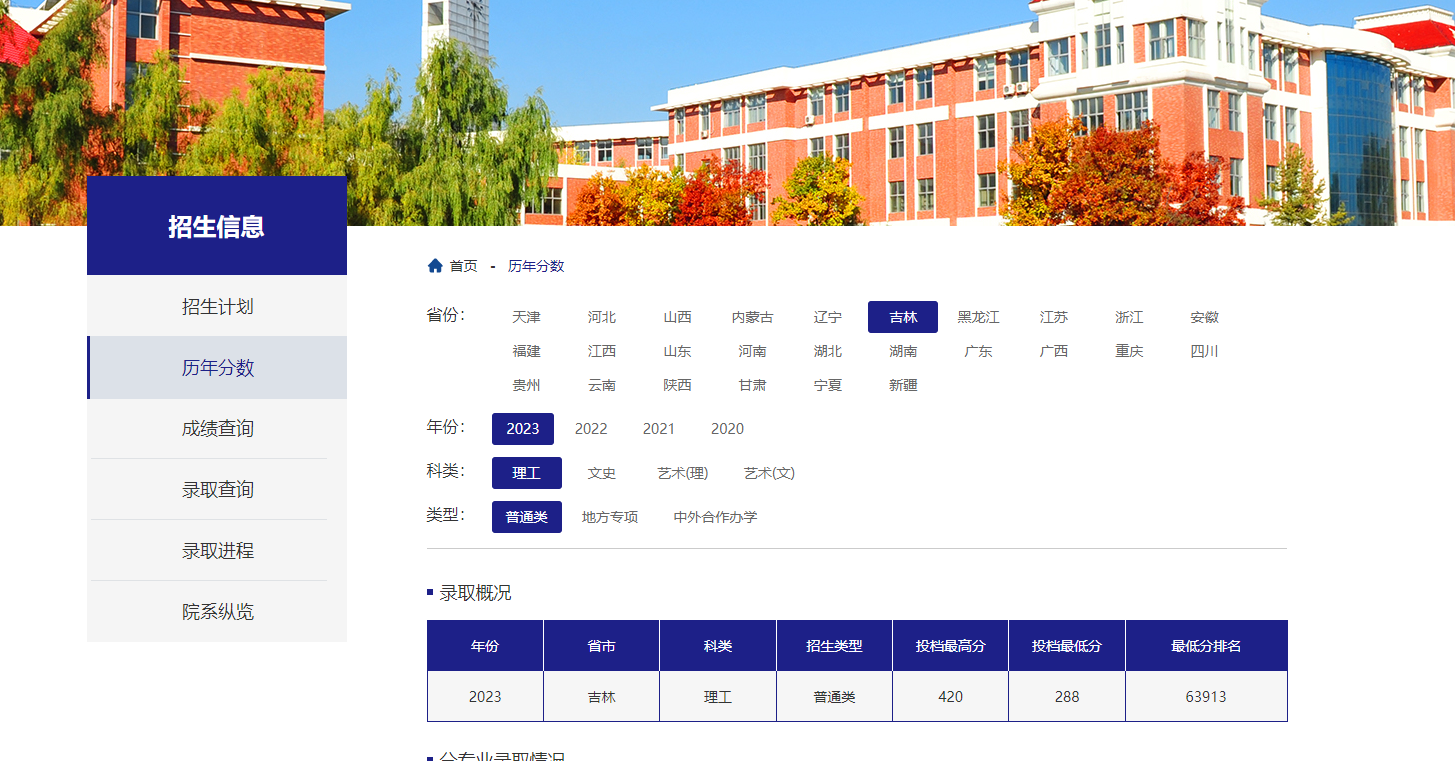 招生信息
招生计划
历年分数
成绩查询
录取查询
录取进程
院系纵览
首页 - 历年分数
省份： 天津 河北 山西 内蒙古 辽宁 吉林 黑龙江 江苏 浙江 安徽
福建 江西 山东 河南 湖北 湖南 广东 广西 重庆 四川
贵州 云南 陕西 甘肃 宁夏 新疆
年份： 2023 2022 2021 2020
科类： 理工 文史 艺术(理) 艺术(文)
类型： 普通类 地方专项 中外合作办学
录取概况
年份 省市 科类 招生类型 投档最高分 投档最低分 最低分排名
2023 吉林 理工 普通类 420 288 63913
分专业录取情况